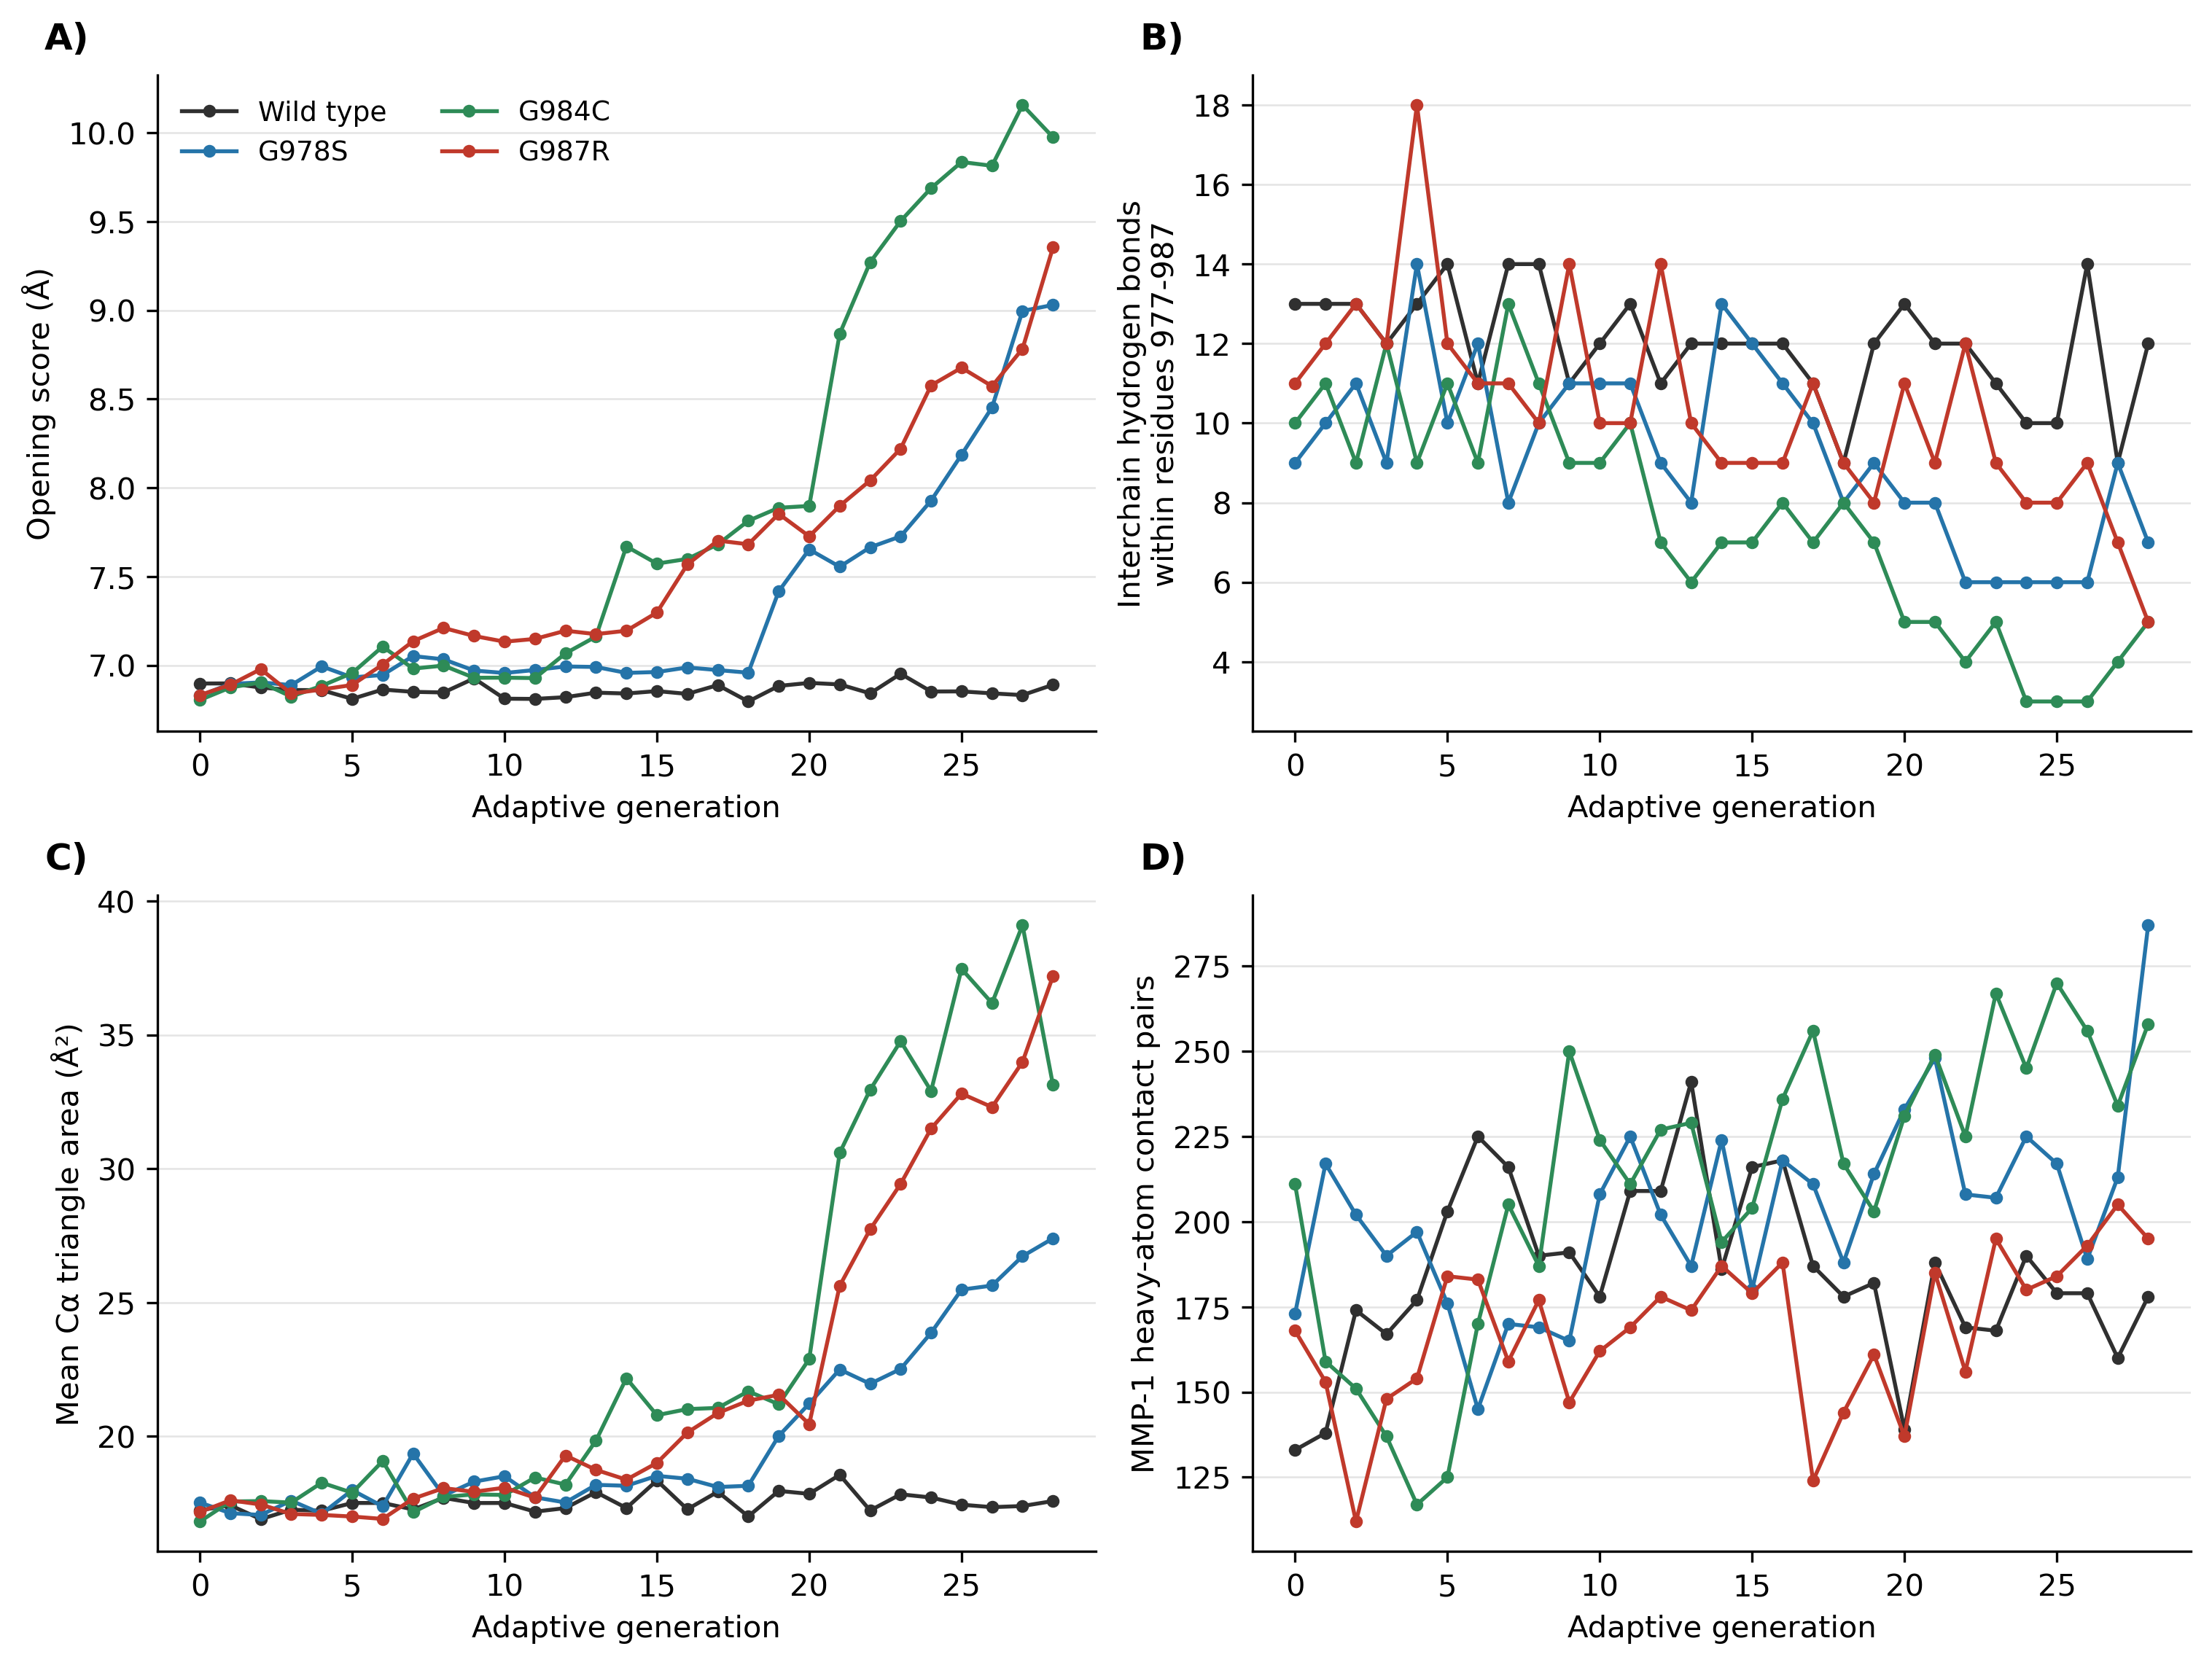 A)
Opening score (Å)
10.0
9.5
9.0
8.5
8.0
7.5
7.0
Wild type
G978S
G984C
G987R
0 5 10 15 20 25
Adaptive generation
B)
Interchain hydrogen bonds
within residues 977-987
18
16
14
12
10
8
6
4
0 5 10 15 20 25
Adaptive generation
C)
Mean Cα triangle area (Å²)
40
35
30
25
20
0 5 10 15 20 25
Adaptive generation
D)
MMP-1 heavy-atom contact pairs
275
250
225
200
175
150
125
0 5 10 15 20 25
Adaptive generation